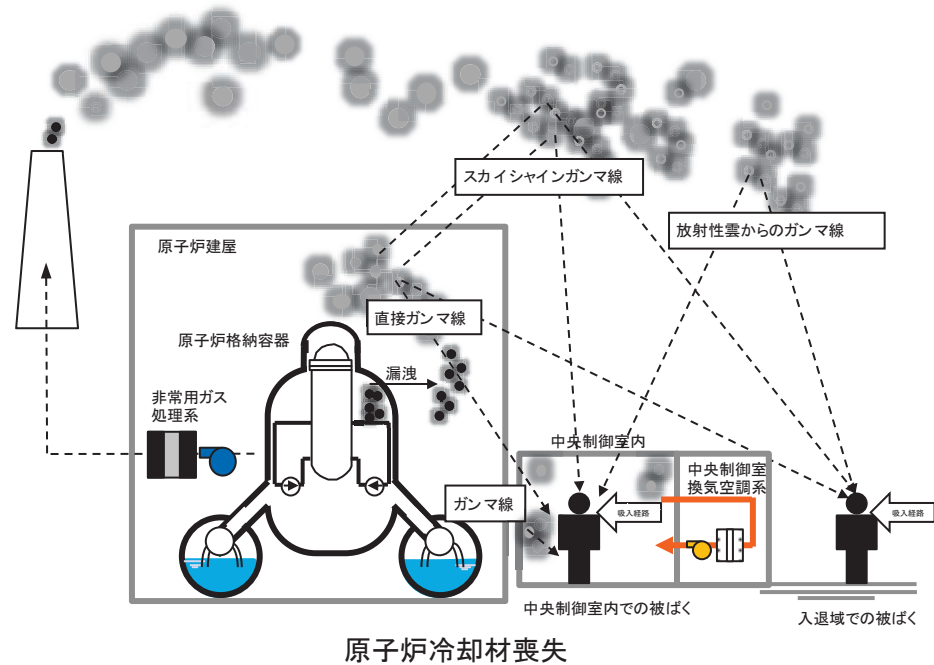 スカイシャインガンマ線
放射性雲からのガンマ線
原子炉建屋
直接ガンマ線
原子炉格納容器
漏洩
非常用ガス
処理系
中央制御室内
中央制御室
換気空調系
ガンマ線
吸入経路
吸入経路
中央制御室内での被ばく
入退域での被ばく
原子炉冷却材喪失